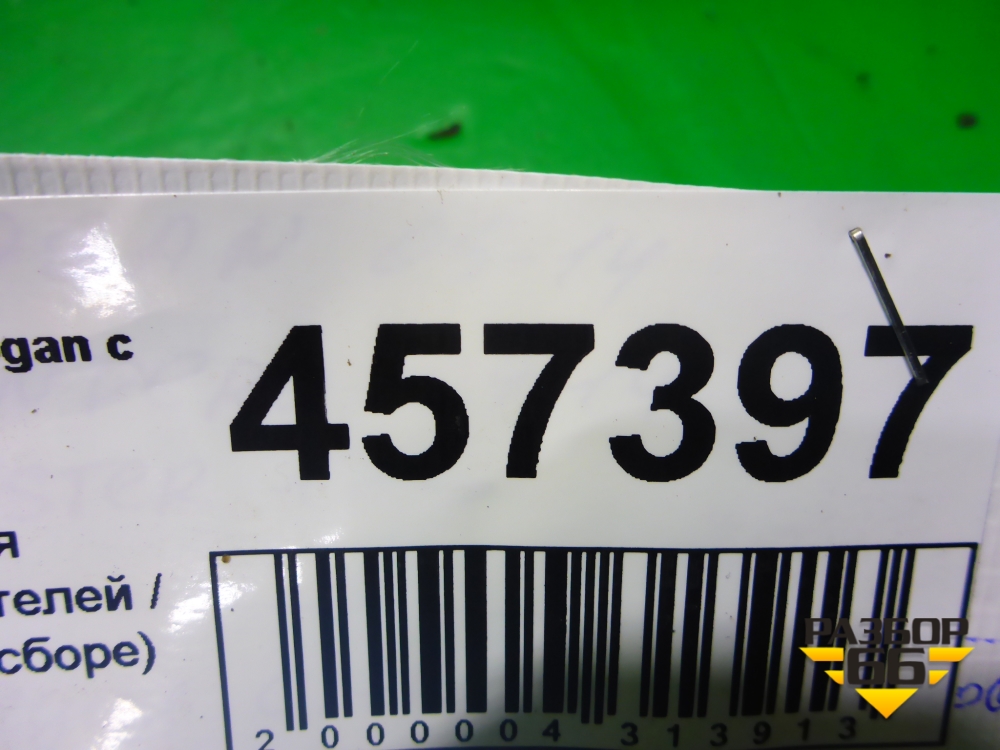 gan с
457397
я
телей /
сборе)
2 000004 313913
РАЗБОР
66